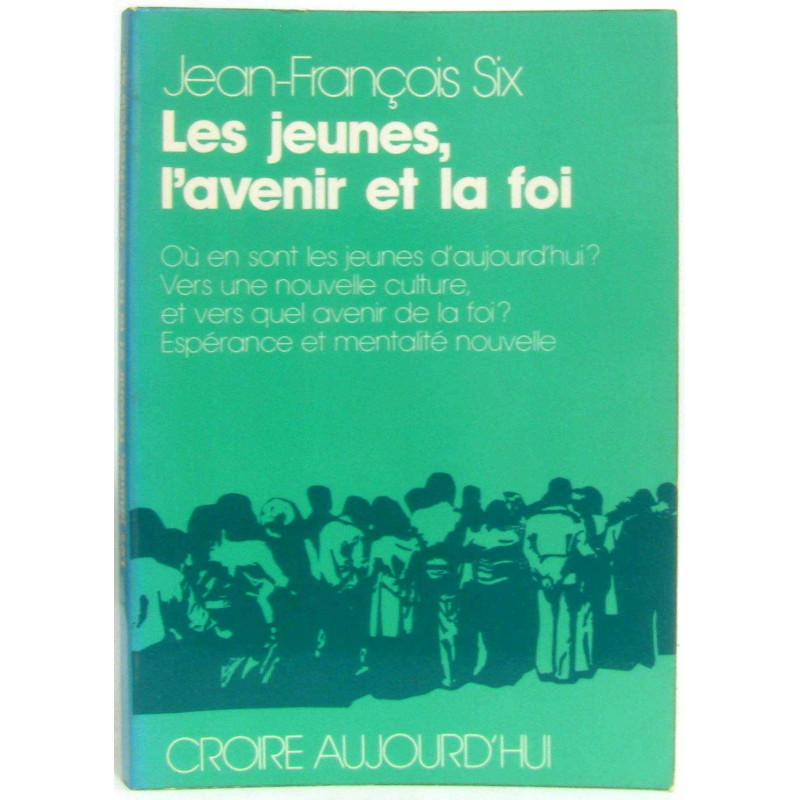 Jean-François Six
Les jeunes,
l'avenir et la foi
Où en sont les jeunes d'aujourd'hui?
Vers une nouvelle culture,
et vers quel avenir de la foi?
Espérance et mentalité nouvelle
CROIRE AUJOURD'HUI